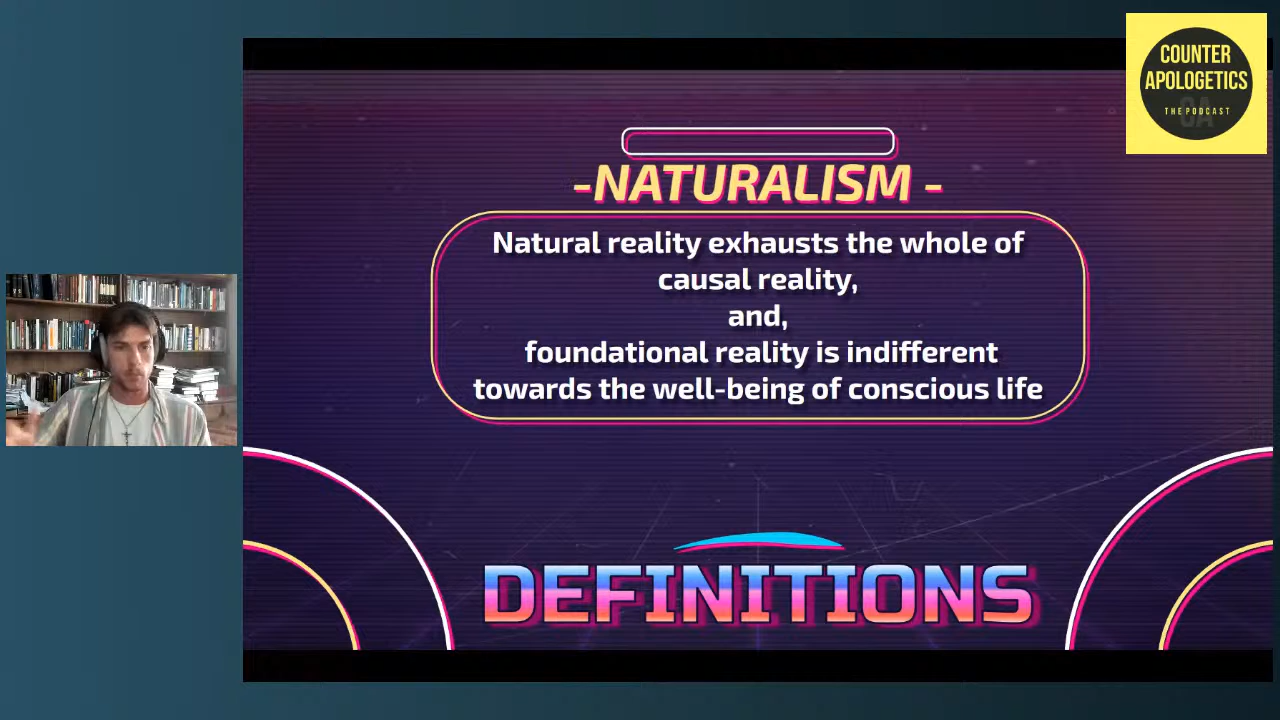 COUNTER
APOLOGETICS
THE PODCAST
-NATURALISM -
Natural reality exhausts the whole of
causal reality,
and,
foundational reality is indifferent
towards the well-being of conscious life
DEFINITIONS